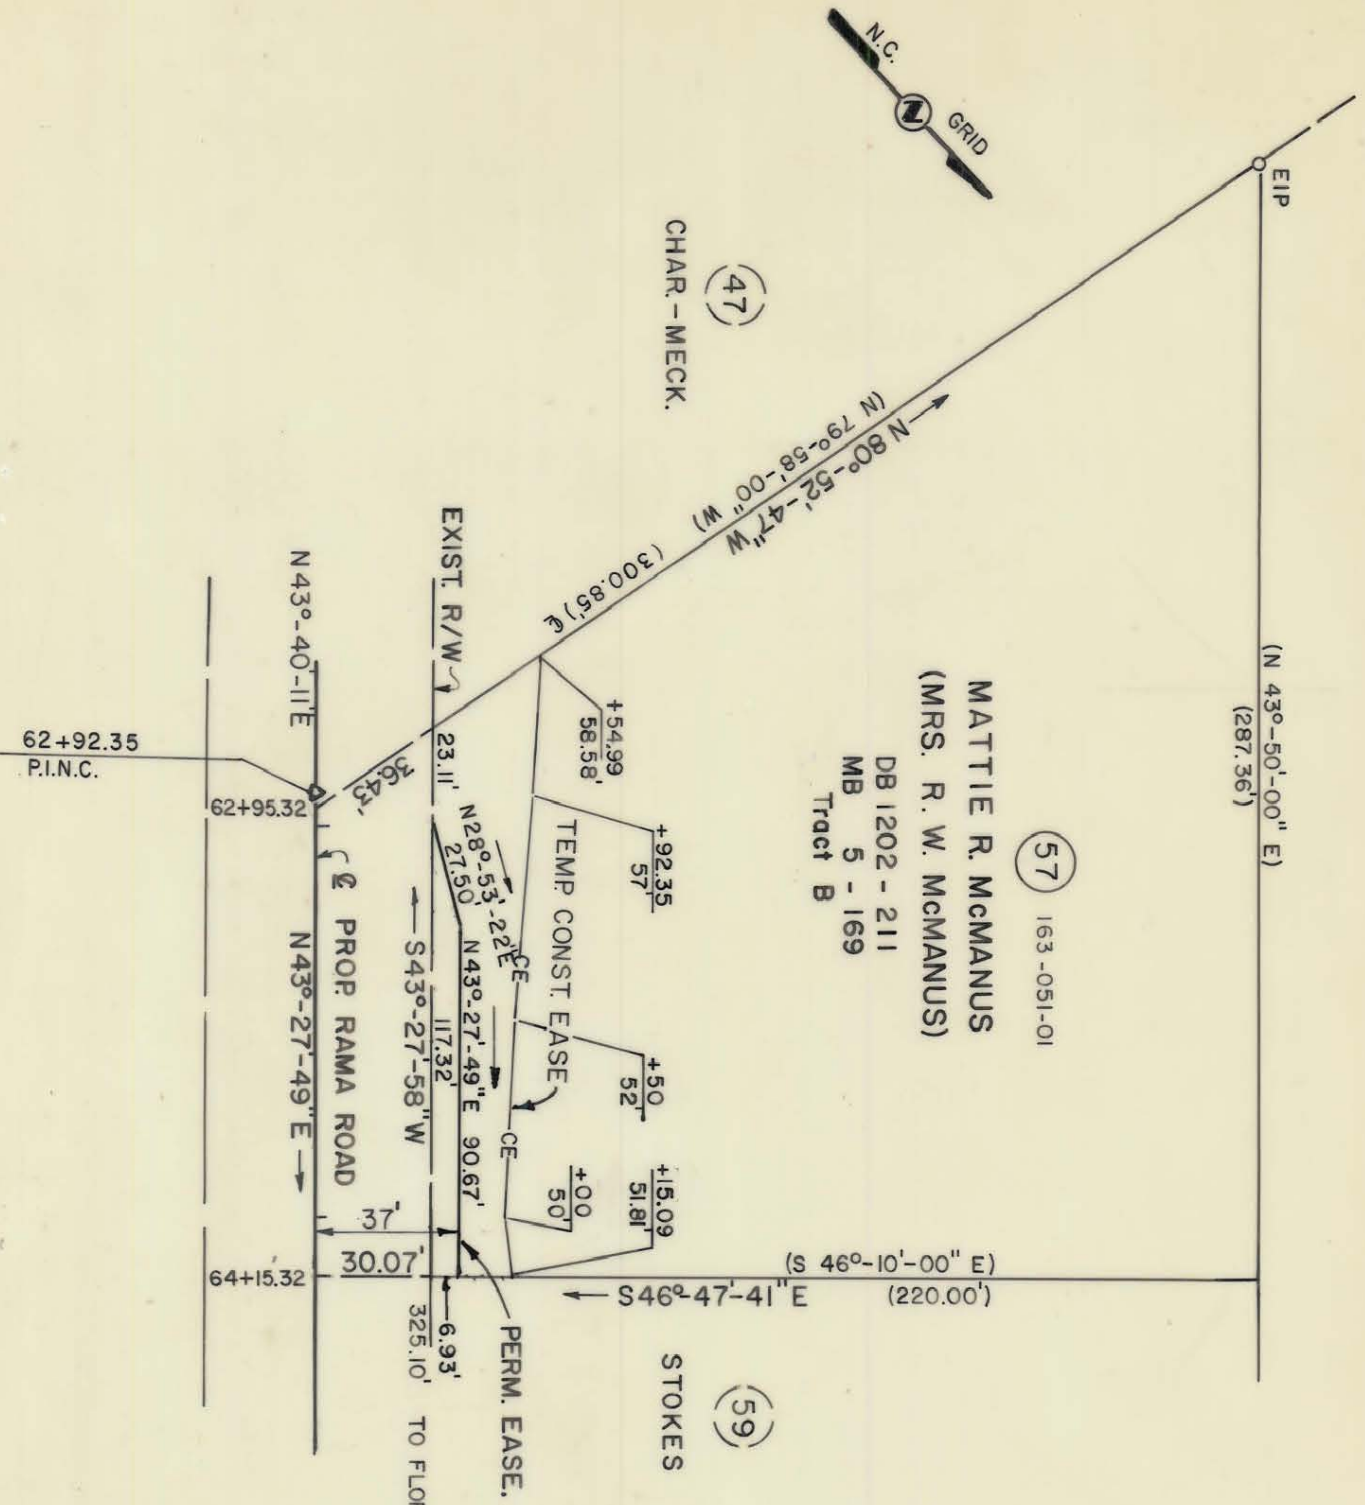 N.C.
GRID
EIP
47
CHAR.-MECK.
(N 79°-58'-00" W)
N 80°-52'-47" W
(300.85') ℄
(N 43°-50'-00" E)
(287.36')
57
163-051-01
MATTIE R. McMANUS
(MRS. R. W. McMANUS)
DB 1202 - 211
MB 5 - 169
Tract B
EXIST. R/W
N 43°-40'-11" E
62+92.35
P.I.N.C.
62+95.32
36.43'
23.11'
+54.99
58.58'
+92.35
57'
+50
52'
+00
50'
+15.09
51.81'
TEMP. CONST. EASE.
N28°-53'-22"E
27.50'
CE
CE
N 43°-27'-49" E 90.67'
S43°-27'-58" W
117.32'
℄ PROP. RAMA ROAD
N43°-27'-49" E
37'
30.07'
64+15.32
6.93'
325.10' TO FLO
PERM. EASE.
(S 46°-10'-00" E)
S46°-47'-41" E
(220.00')
STOKES
59